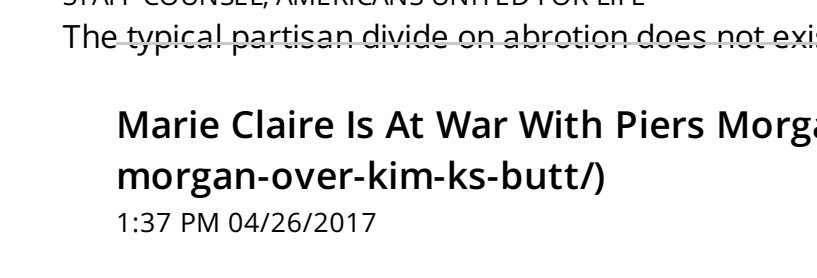 STAFF COUNSEL, AMERICANS UNITED FOR LIFE
The typical partisan divide on abrotion does not exis
Marie Claire Is At War With Piers Morga
morgan-over-kim-ks-butt/)
1:37 PM 04/26/2017